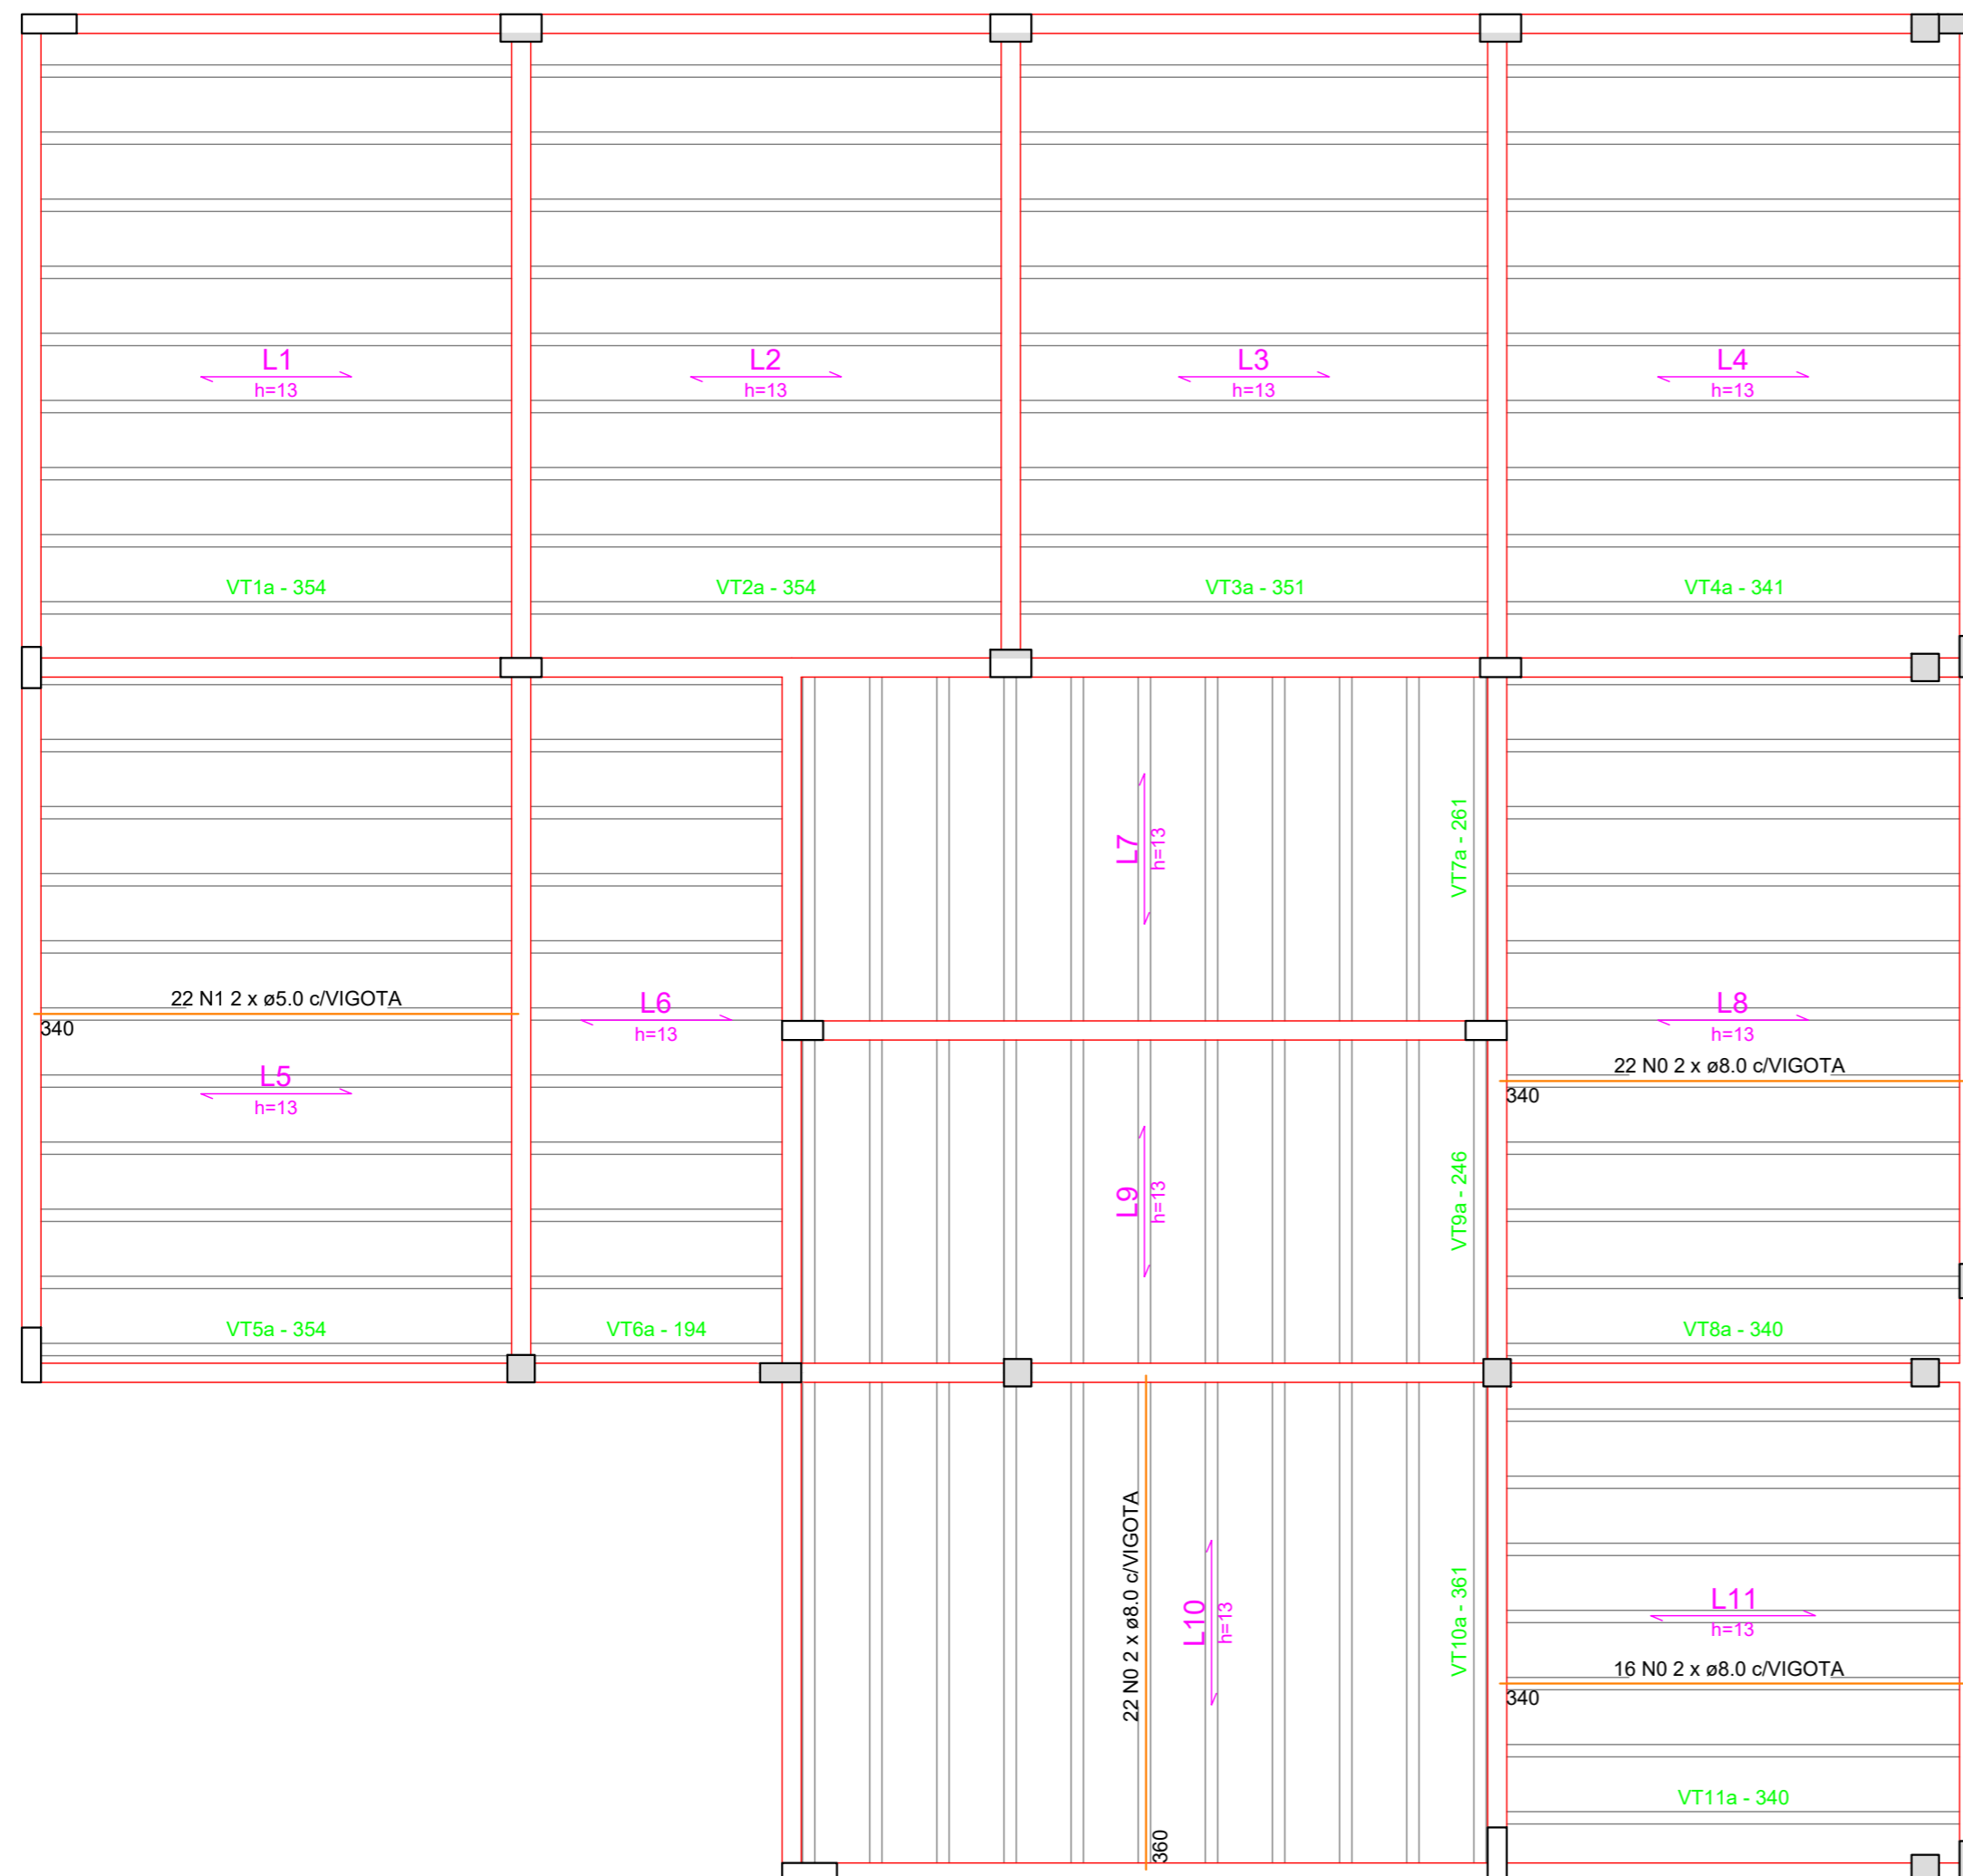 L1
h=13
L2
h=13
L3
h=13
L4
h=13
VT1a - 354
VT2a - 354
VT3a - 351
VT4a - 341
L7
h=13
VT7a - 261
22 N1 2 x ø5.0 c/VIGOTA
340
L6
h=13
L8
h=13
22 N0 2 x ø8.0 c/VIGOTA
340
L5
h=13
L9
h=13
VT9a - 246
VT5a - 354
VT6a - 194
VT8a - 340
22 N0 2 x ø8.0 c/VIGOTA
360
L10
h=13
VT10a - 361
L11
h=13
16 N0 2 x ø8.0 c/VIGOTA
340
VT11a - 340